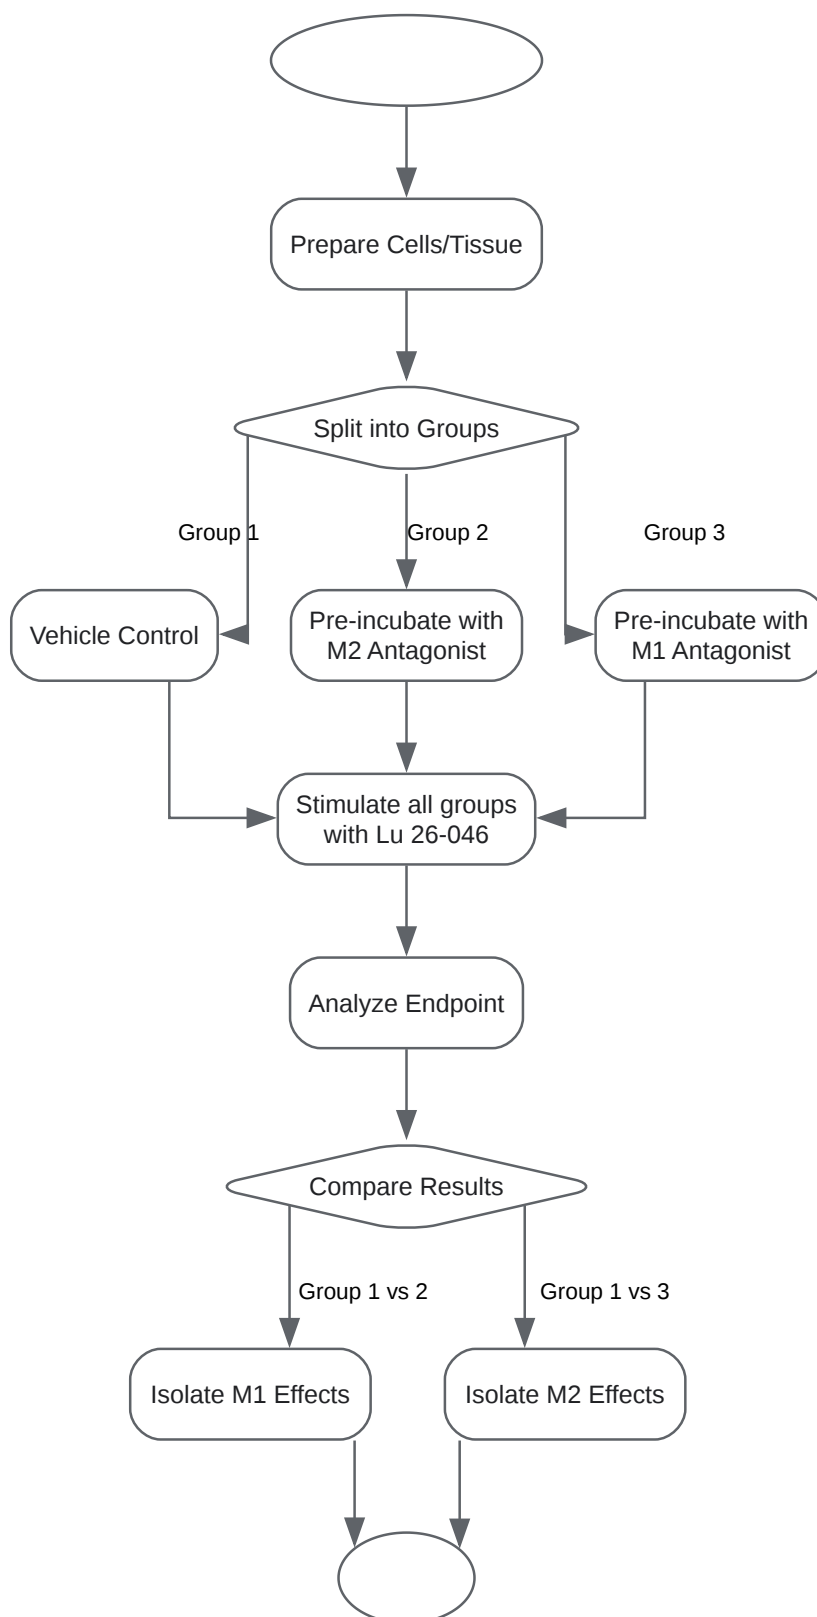 Prepare Cells/Tissue
Split into Groups
Group 1
Group 2
Group 3
Vehicle Control
Pre-incubate with
M2 Antagonist
Pre-incubate with
M1 Antagonist
Stimulate all groups
with Lu 26-046
Analyze Endpoint
Compare Results
Group 1 vs 2
Group 1 vs 3
Isolate M1 Effects
Isolate M2 Effects